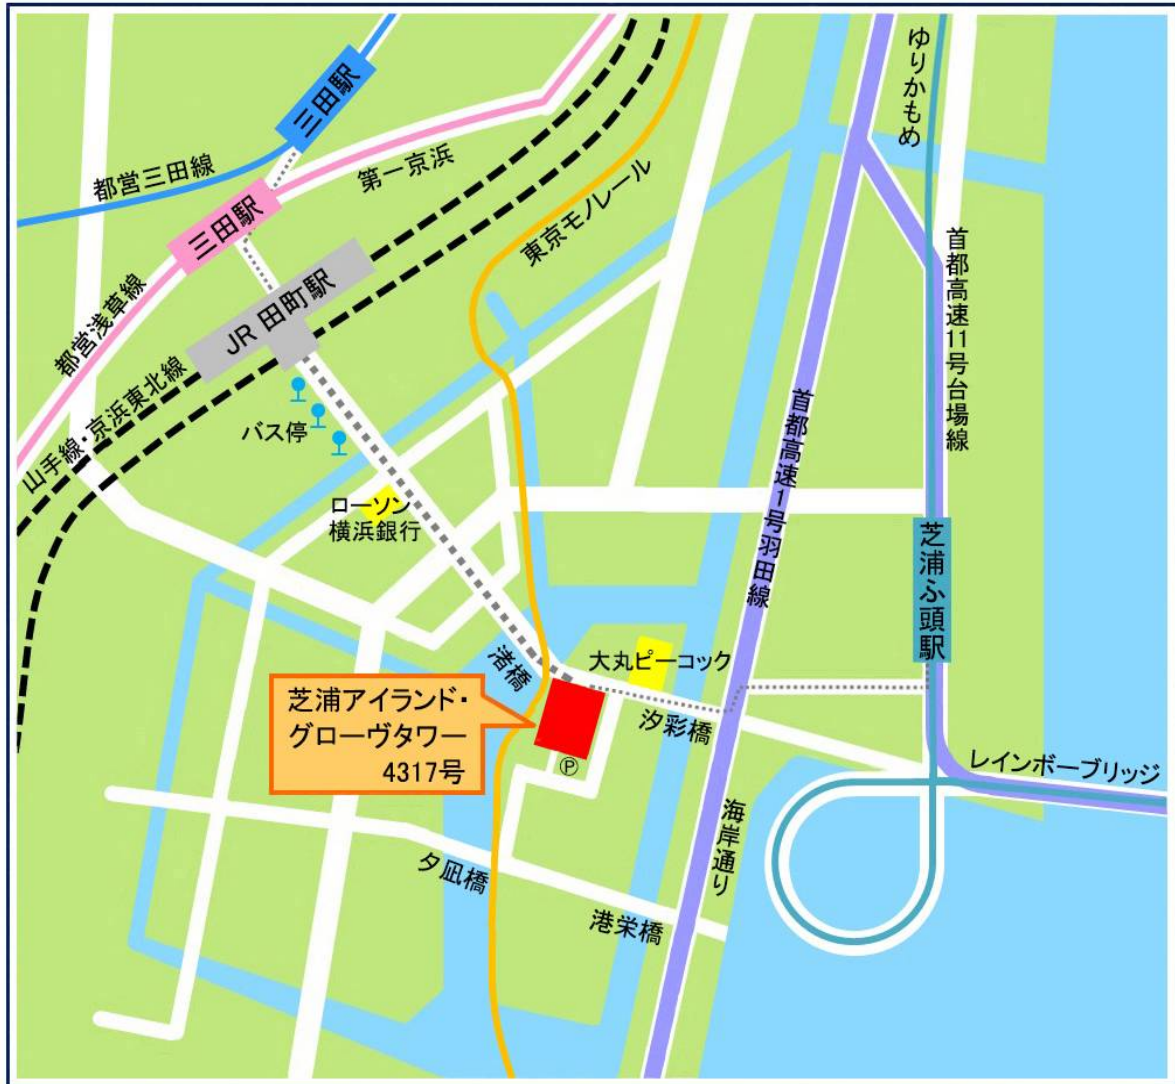 三田駅
都営三田線
第一京浜
三田駅
ゆりかもめ
東京モノレール
首都高速11号台場線
都営浅草線
JR 田町駅
山手線・京浜東北線
バス停
首都高速1号羽田線
ローソン
横浜銀行
芝浦ふ頭駅
渚橋
大丸ピーコック
汐彩橋
芝浦アイランド・
グローヴタワー
4317号
Ⓟ
レインボーブリッジ
海岸通り
夕凪橋
港栄橋